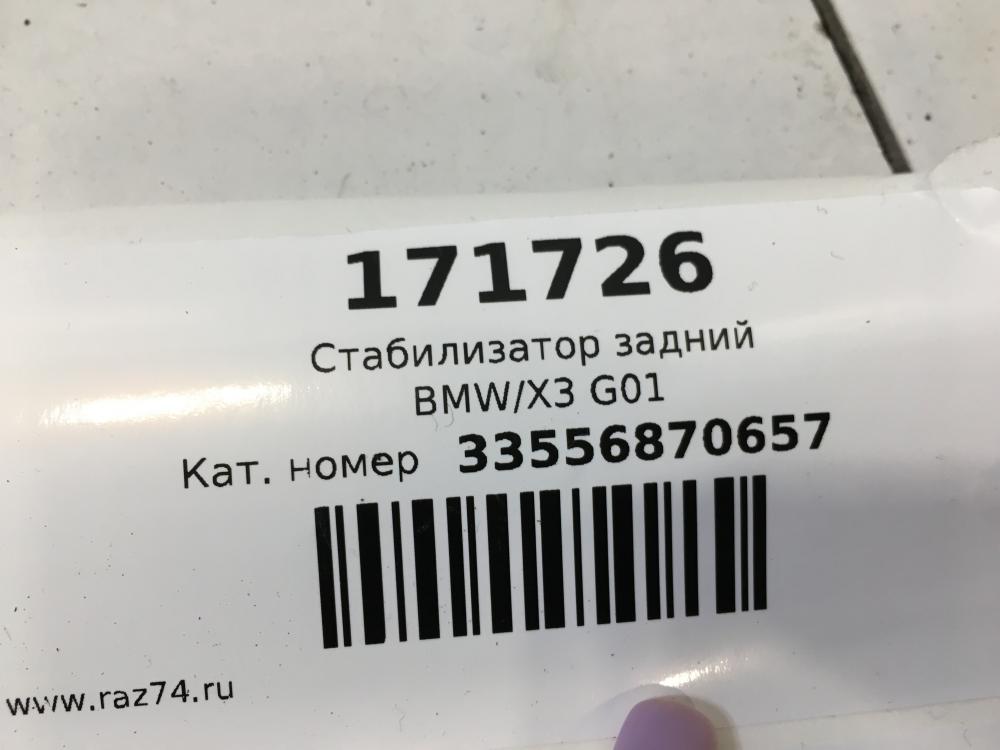 171726
Стабилизатор задний
BMW/X3 G01
Кат. номер 33556870657
www.raz74.ru